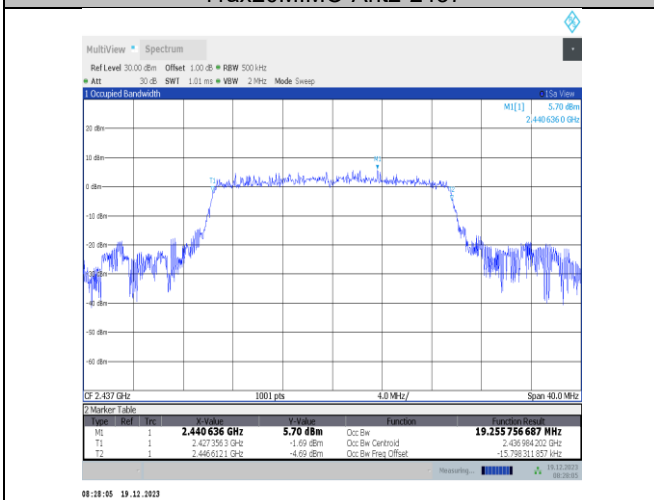 MultiView Spectrum
Ref Level 30.00 dBm Offset 1.00 dB RBW 500 kHz
Att 30 dB SWT 1.01 ms VBW 2 MHz Mode Sweep
1 Occupied Bandwidth 1Sa View
M1[1] 5.70 dBm
2.440 636 0 GHz
20 dBm
10 dBm
M1
T1
0 dBm
-10 dBm
-20 dBm
-30 dBm
-40 dBm
-50 dBm
-60 dBm
CF 2.437 GHz 1001 pts 4.0 MHz/ Span 40.0 MHz
2 Marker Table
Type Ref Trc X-Value Y-Value Function Function Result
M1 1 2.440 636 GHz 5.70 dBm Occ Bw 19.255 756 687 MHz
T1 1 2.427 356 3 GHz -1.69 dBm Occ Bw Centroid 2.436 984 202 GHz
T2 1 2.446 612 1 GHz -4.69 dBm Occ Bw Freq Offset -15.798 311 857 kHz
Measuring... 19.12.2023
08:28:05
08:28:05 19.12.2023